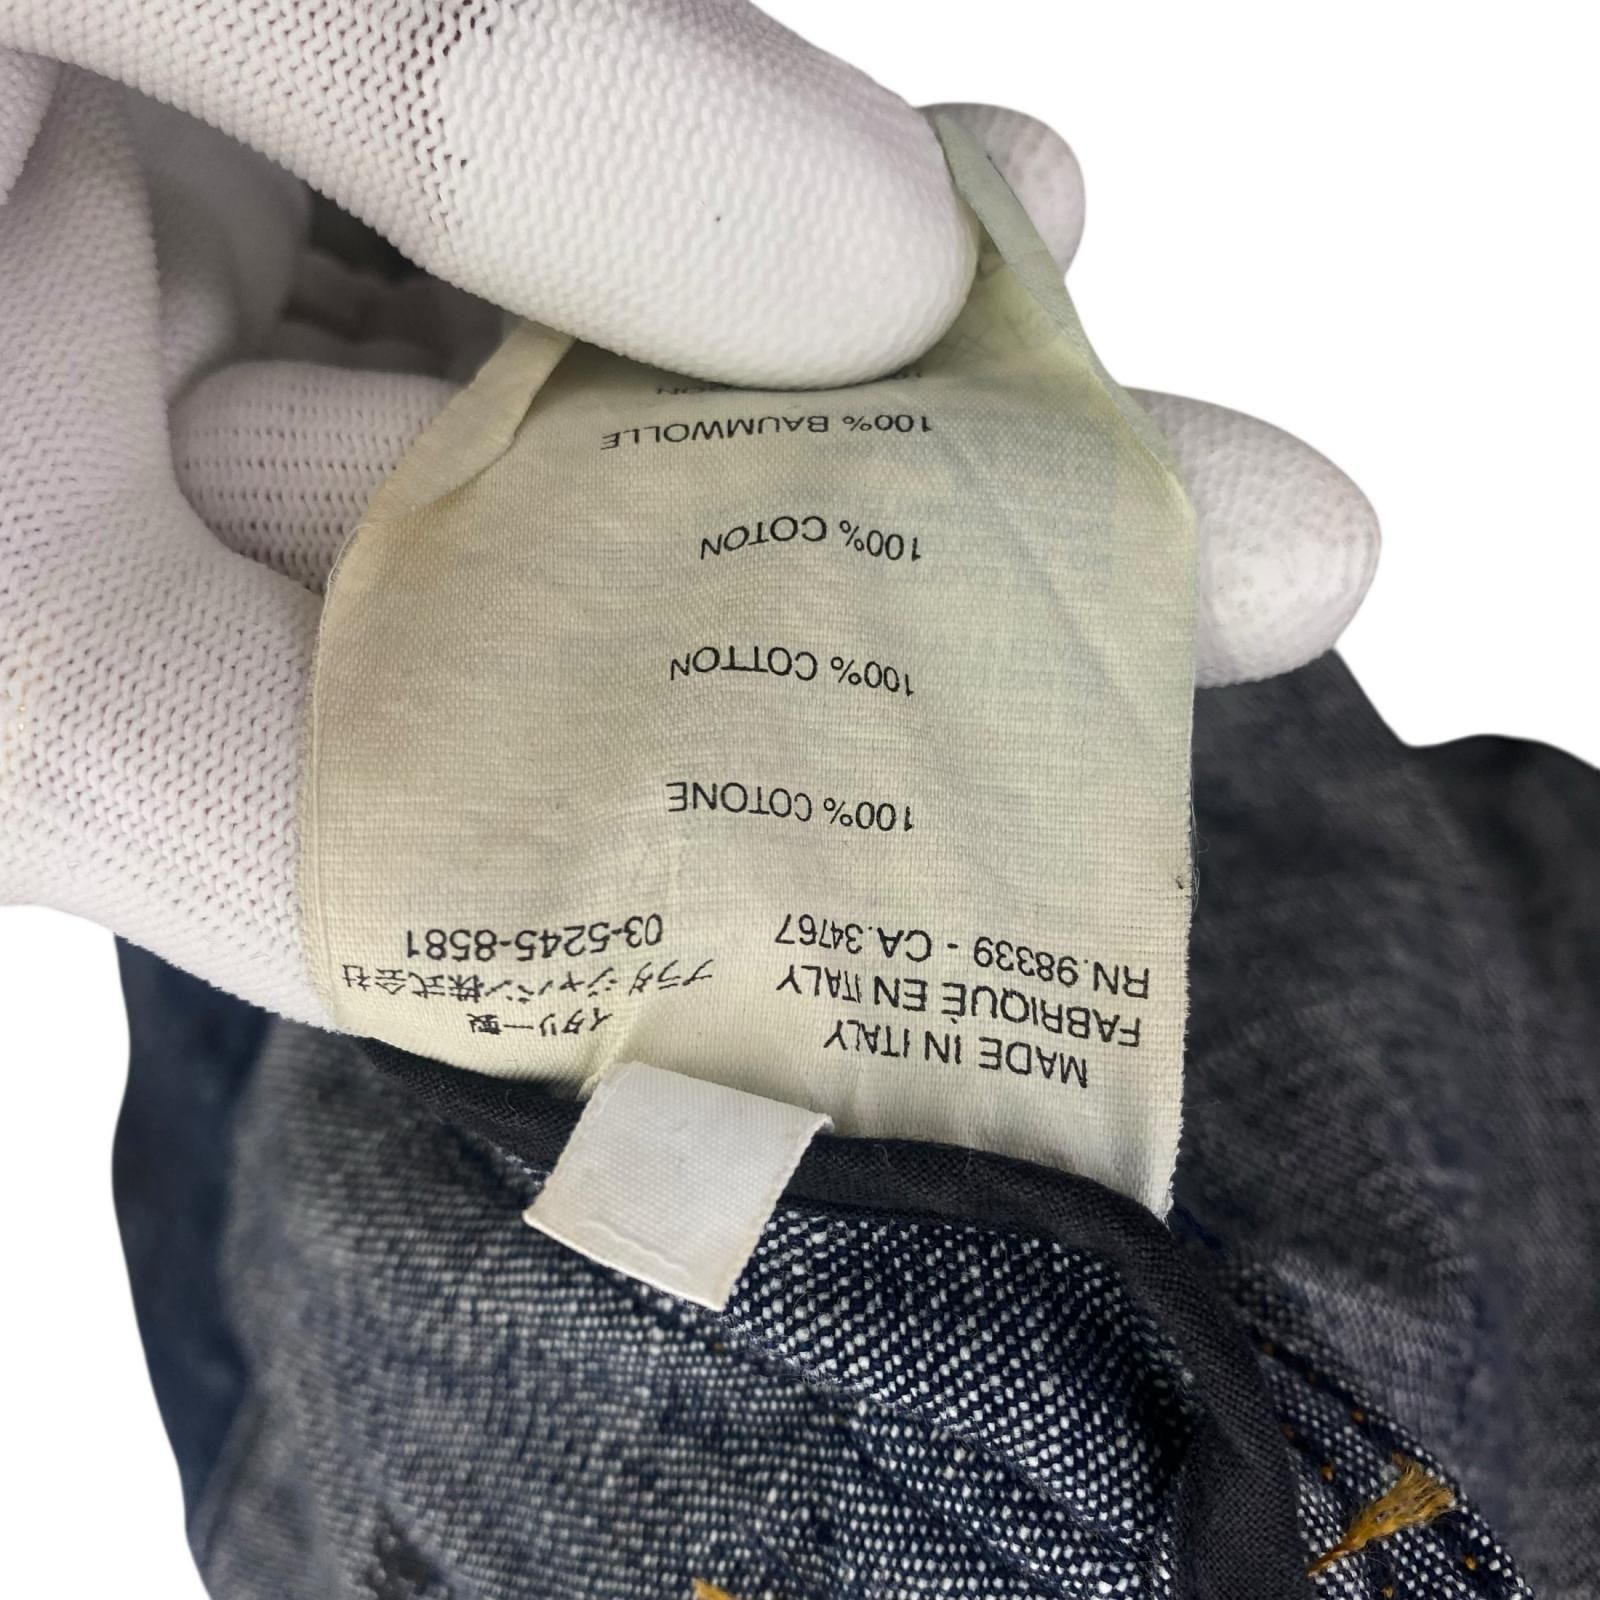 MADE IN ITALY
FABRIQUÈ EN ITALY
RN.98339 - CA.34767
イタリー製
プラダジャパン株式会社
03-5245-8581
100% COTONE
100% COTTON
100% COTON
100% BAUMWOLLE